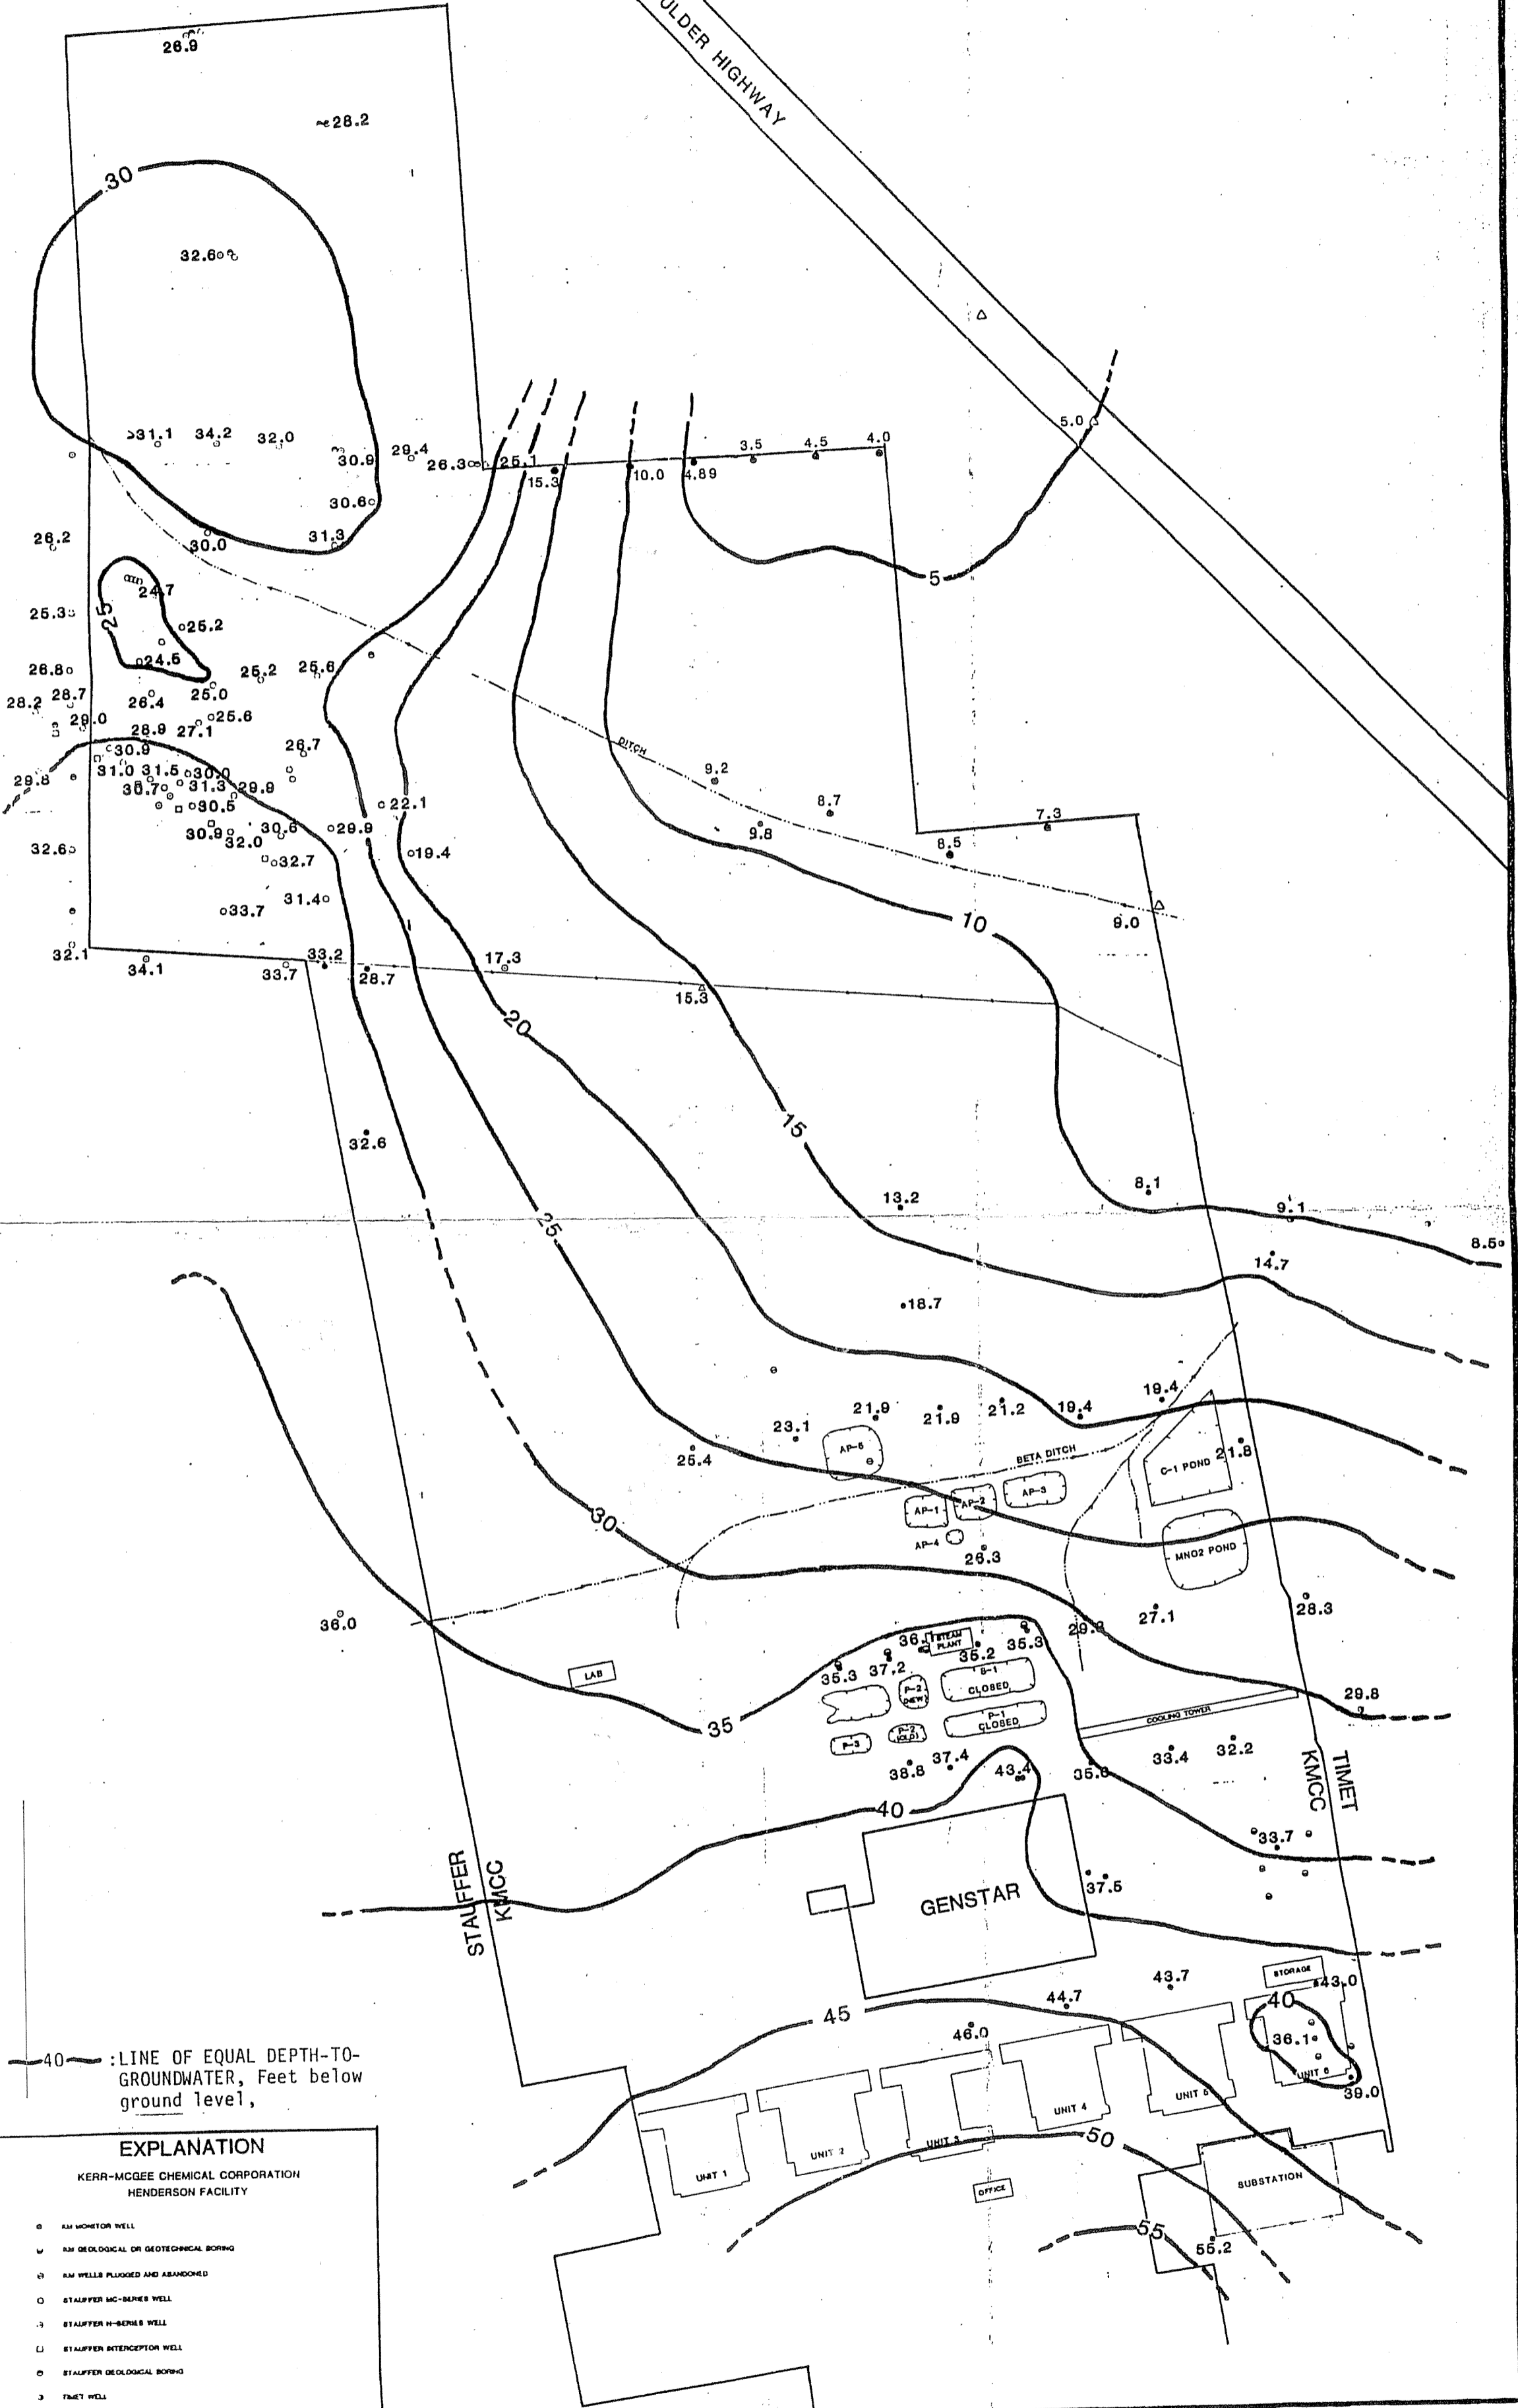 ULDER HIGHWAY
26.9
28.2
30
32.6
31.1
34.2
32.0
30.9
29.4
26.3
25.1
15.3
10.0
4.89
3.5
4.5
4.0
5.0
30.6
26.2
30.0
31.3
5
24.7
25
25.3
25.2
26.8
24.5
25.2
25.6
28.2
28.7
26.4
25.0
29.0
25.6
28.9
27.1
30.9
26.7
DITCH
29.8
31.0
31.5
30.0
9.2
30.7
31.3
29.9
30.5
22.1
8.7
7.3
30.9
30.6
29.9
9.8
32.0
8.5
32.6
32.7
19.4
31.4
33.7
10
9.0
32.1
34.1
33.7
33.2
28.7
17.3
15.3
20
15
32.6
8.1
13.2
9.1
25
8.5
14.7
18.7
19.4
21.9
21.9
21.2
19.4
23.1
25.4
AP-5
BETA DITCH
C-1 POND
21.8
AP-3
AP-2
AP-1
30
AP-4
26.3
MNO2 POND
36.0
27.1
28.3
29.3
STEAM
PLANT
35.3
35.2
37.2
35.3
LAB
B-1
CLOSED
P-2
(NEW)
29.8
35
P-1
CLOSED
COOLING TOWER
P-2
(OLD)
P-3
38.8
37.4
43.4
33.4
32.2
TIMET
KMCC
40
33.7
STAUFFER
KMCC
GENSTAR
37.5
STORAGE
43.7
43.0
44.7
40
45
46.0
36.1
UNIT 6
39.0
UNIT 5
UNIT 4
UNIT 3
UNIT 2
UNIT 1
50
OFFICE
SUBSTATION
55
55.2
40 :LINE OF EQUAL DEPTH-TO-
GROUNDWATER, Feet below
ground level,
EXPLANATION
KERR-MCGEE CHEMICAL CORPORATION
HENDERSON FACILITY
KM MONITOR WELL
KM GEOLOGICAL OR GEOTECHNICAL BORING
KM WELLS PLUGGED AND ABANDONED
STAUFFER MC-SERIES WELL
STAUFFER H-SERIES WELL
STAUFFER INTERCEPTOR WELL
STAUFFER GEOLOGICAL BORING
TIMET WELL